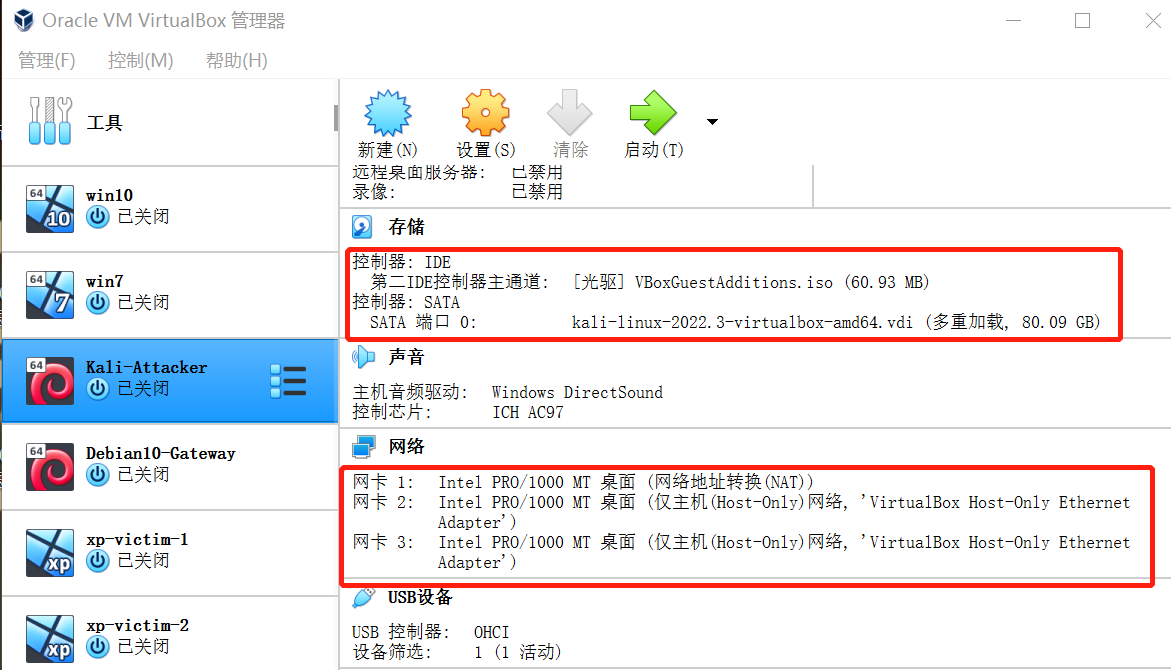 Oracle VM VirtualBox 管理器
管理(F) 控制(M) 帮助(H)
工具
新建(N) 设置(S) 清除 启动(T)
64
10
win10
已关闭
64
7
win7
已关闭
64
Kali-Attacker
已关闭
64
Debian10-Gateway
已关闭
xp
xp-victim-1
已关闭
xp
xp-victim-2
已关闭
远程桌面服务器: 已禁用
录像: 已禁用
存储
控制器: IDE
第二IDE控制器主通道: [光驱] VBoxGuestAdditions.iso (60.93 MB)
控制器: SATA
SATA 端口 0: kali-linux-2022.3-virtualbox-amd64.vdi (多重加载, 80.09 GB)
声音
主机音频驱动: Windows DirectSound
控制芯片: ICH AC97
网络
网卡 1: Intel PRO/1000 MT 桌面 (网络地址转换(NAT))
网卡 2: Intel PRO/1000 MT 桌面 (仅主机(Host-Only)网络, 'VirtualBox Host-Only Ethernet
Adapter')
网卡 3: Intel PRO/1000 MT 桌面 (仅主机(Host-Only)网络, 'VirtualBox Host-Only Ethernet
Adapter')
USB设备
USB 控制器: OHCI
设备筛选: 1 (1 活动)